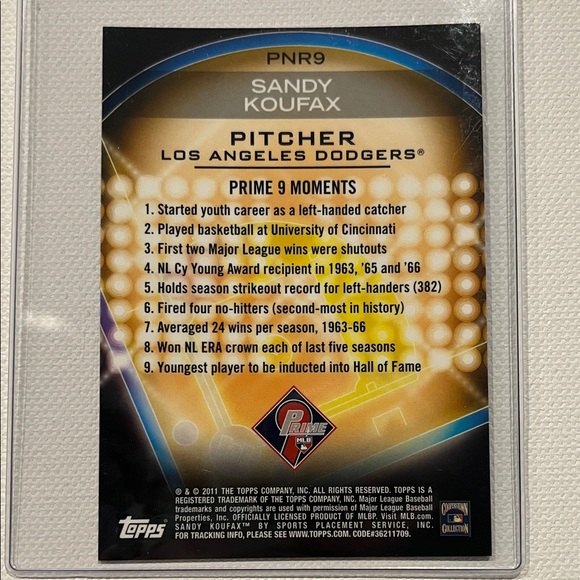 PNR9
SANDY
KOUFAX
PITCHER
LOS ANGELES DODGERS®
PRIME 9 MOMENTS
1. Started youth career as a left-handed catcher
2. Played basketball at University of Cincinnati
3. First two Major League wins were shutouts
4. NL Cy Young Award recipient in 1963, '65 and '66
5. Holds season strikeout record for left-handers (382)
6. Fired four no-hitters (second-most in history)
7. Averaged 24 wins per season, 1963-66
8. Won NL ERA crown each of last five seasons
9. Youngest player to be inducted into Hall of Fame
9
PRIME
MLB
® & © 2011 THE TOPPS COMPANY, INC. ALL RIGHTS RESERVED. TOPPS IS A
REGISTERED TRADEMARK OF THE TOPPS COMPANY, INC. Major League Baseball
trademarks and copyrights are used with permission of Major League Baseball
Properties, Inc. OFFICIALLY LICENSED PRODUCT OF MLBP. Visit MLB.com.
SANDY KOUFAX™ BY SPORTS PLACEMENT SERVICE, INC.
FOR TRACKING INFO, PLEASE SEE WWW.TOPPS.COM. CODE#36211709.
TOPPS
COOPERSTOWN
COLLECTION